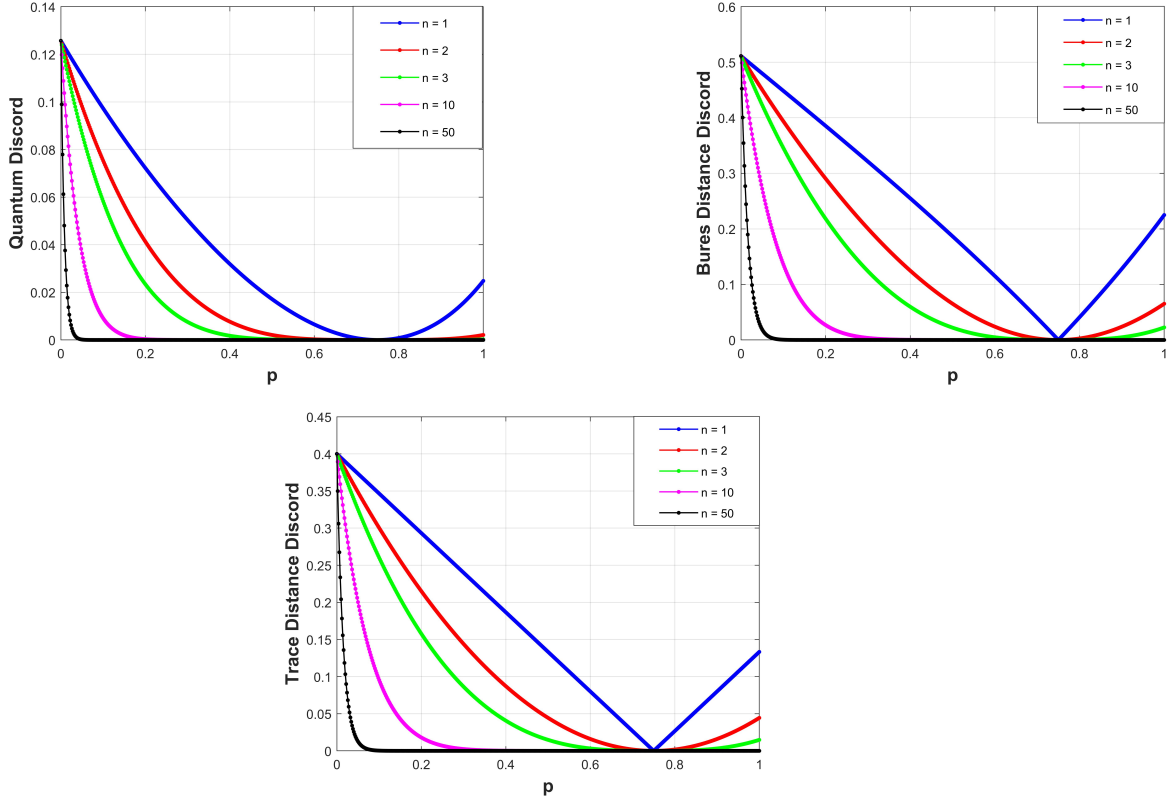 Quantum Discord
0.14
0.12
0.1
0.08
0.06
0.04
0.02
0
0 0.2 0.4 0.6 0.8 1
p
n = 1
n = 2
n = 3
n = 10
n = 50
Bures Distance Discord
0.6
0.5
0.4
0.3
0.2
0.1
0
0 0.2 0.4 0.6 0.8 1
p
n = 1
n = 2
n = 3
n = 10
n = 50
Trace Distance Discord
0.45
0.4
0.35
0.3
0.25
0.2
0.15
0.1
0.05
0
0 0.2 0.4 0.6 0.8 1
p
n = 1
n = 2
n = 3
n = 10
n = 50